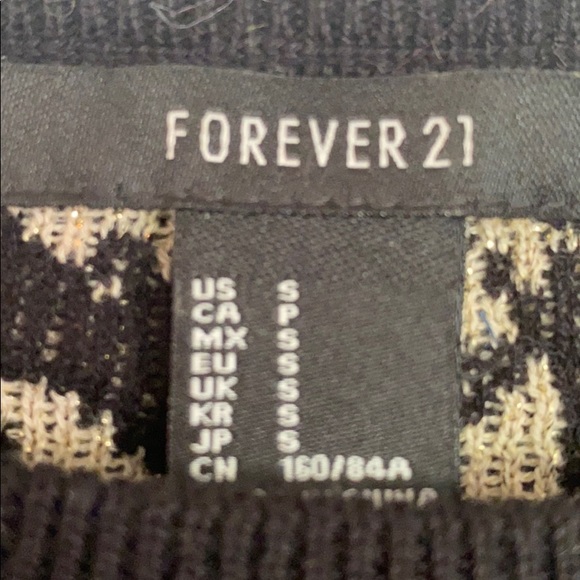 FOREVER 21
US S
CA P
MX S
EU S
UK S
KR S
JP S
CN 160/84A